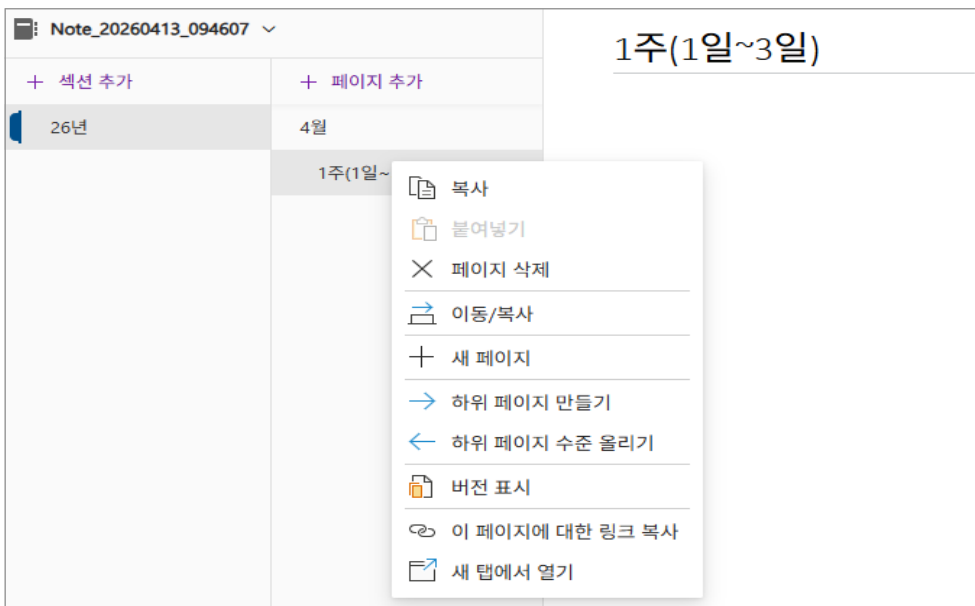 Note_20260413_094607
1주(1일~3일)
섹션 추가
페이지 추가
26년
4월
1주(1일~
복사
붙여넣기
페이지 삭제
이동/복사
새 페이지
하위 페이지 만들기
하위 페이지 수준 올리기
버전 표시
이 페이지에 대한 링크 복사
새 탭에서 열기